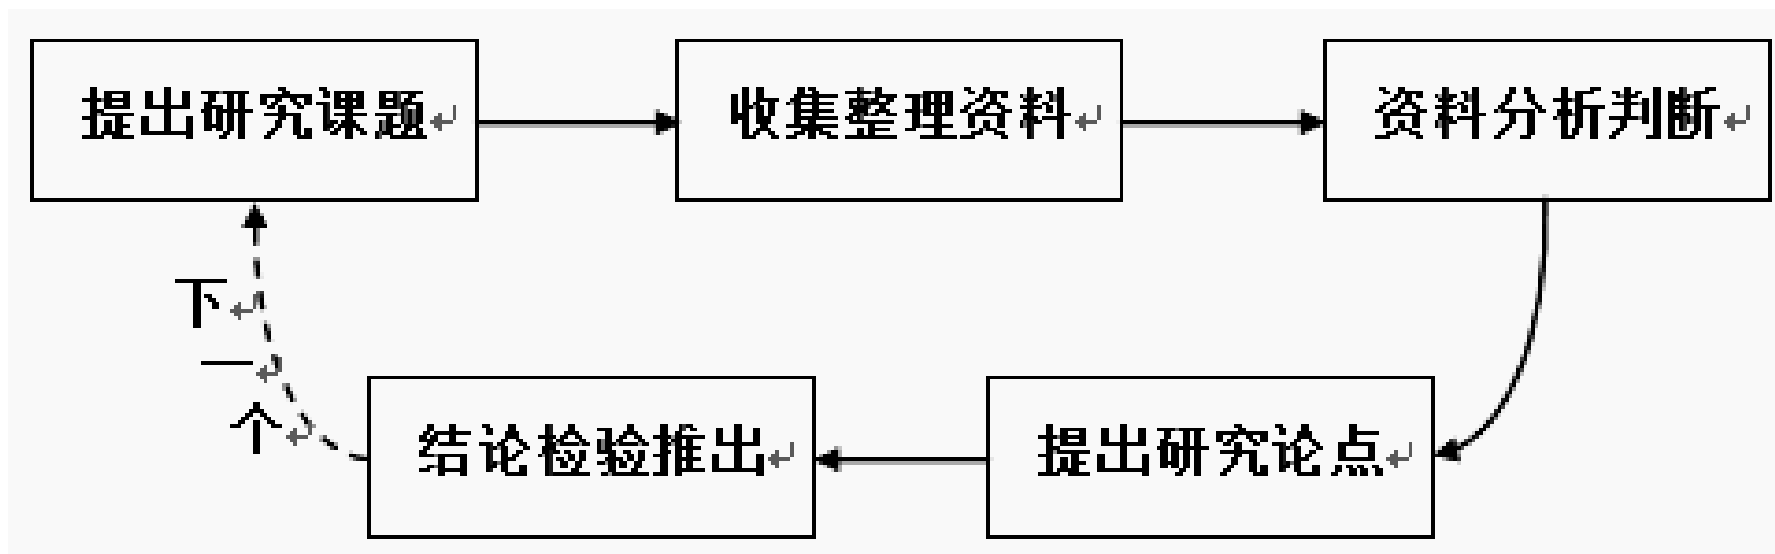 提出研究课题
收集整理资料
资料分析判断
下
一
个
结论检验推出
提出研究论点